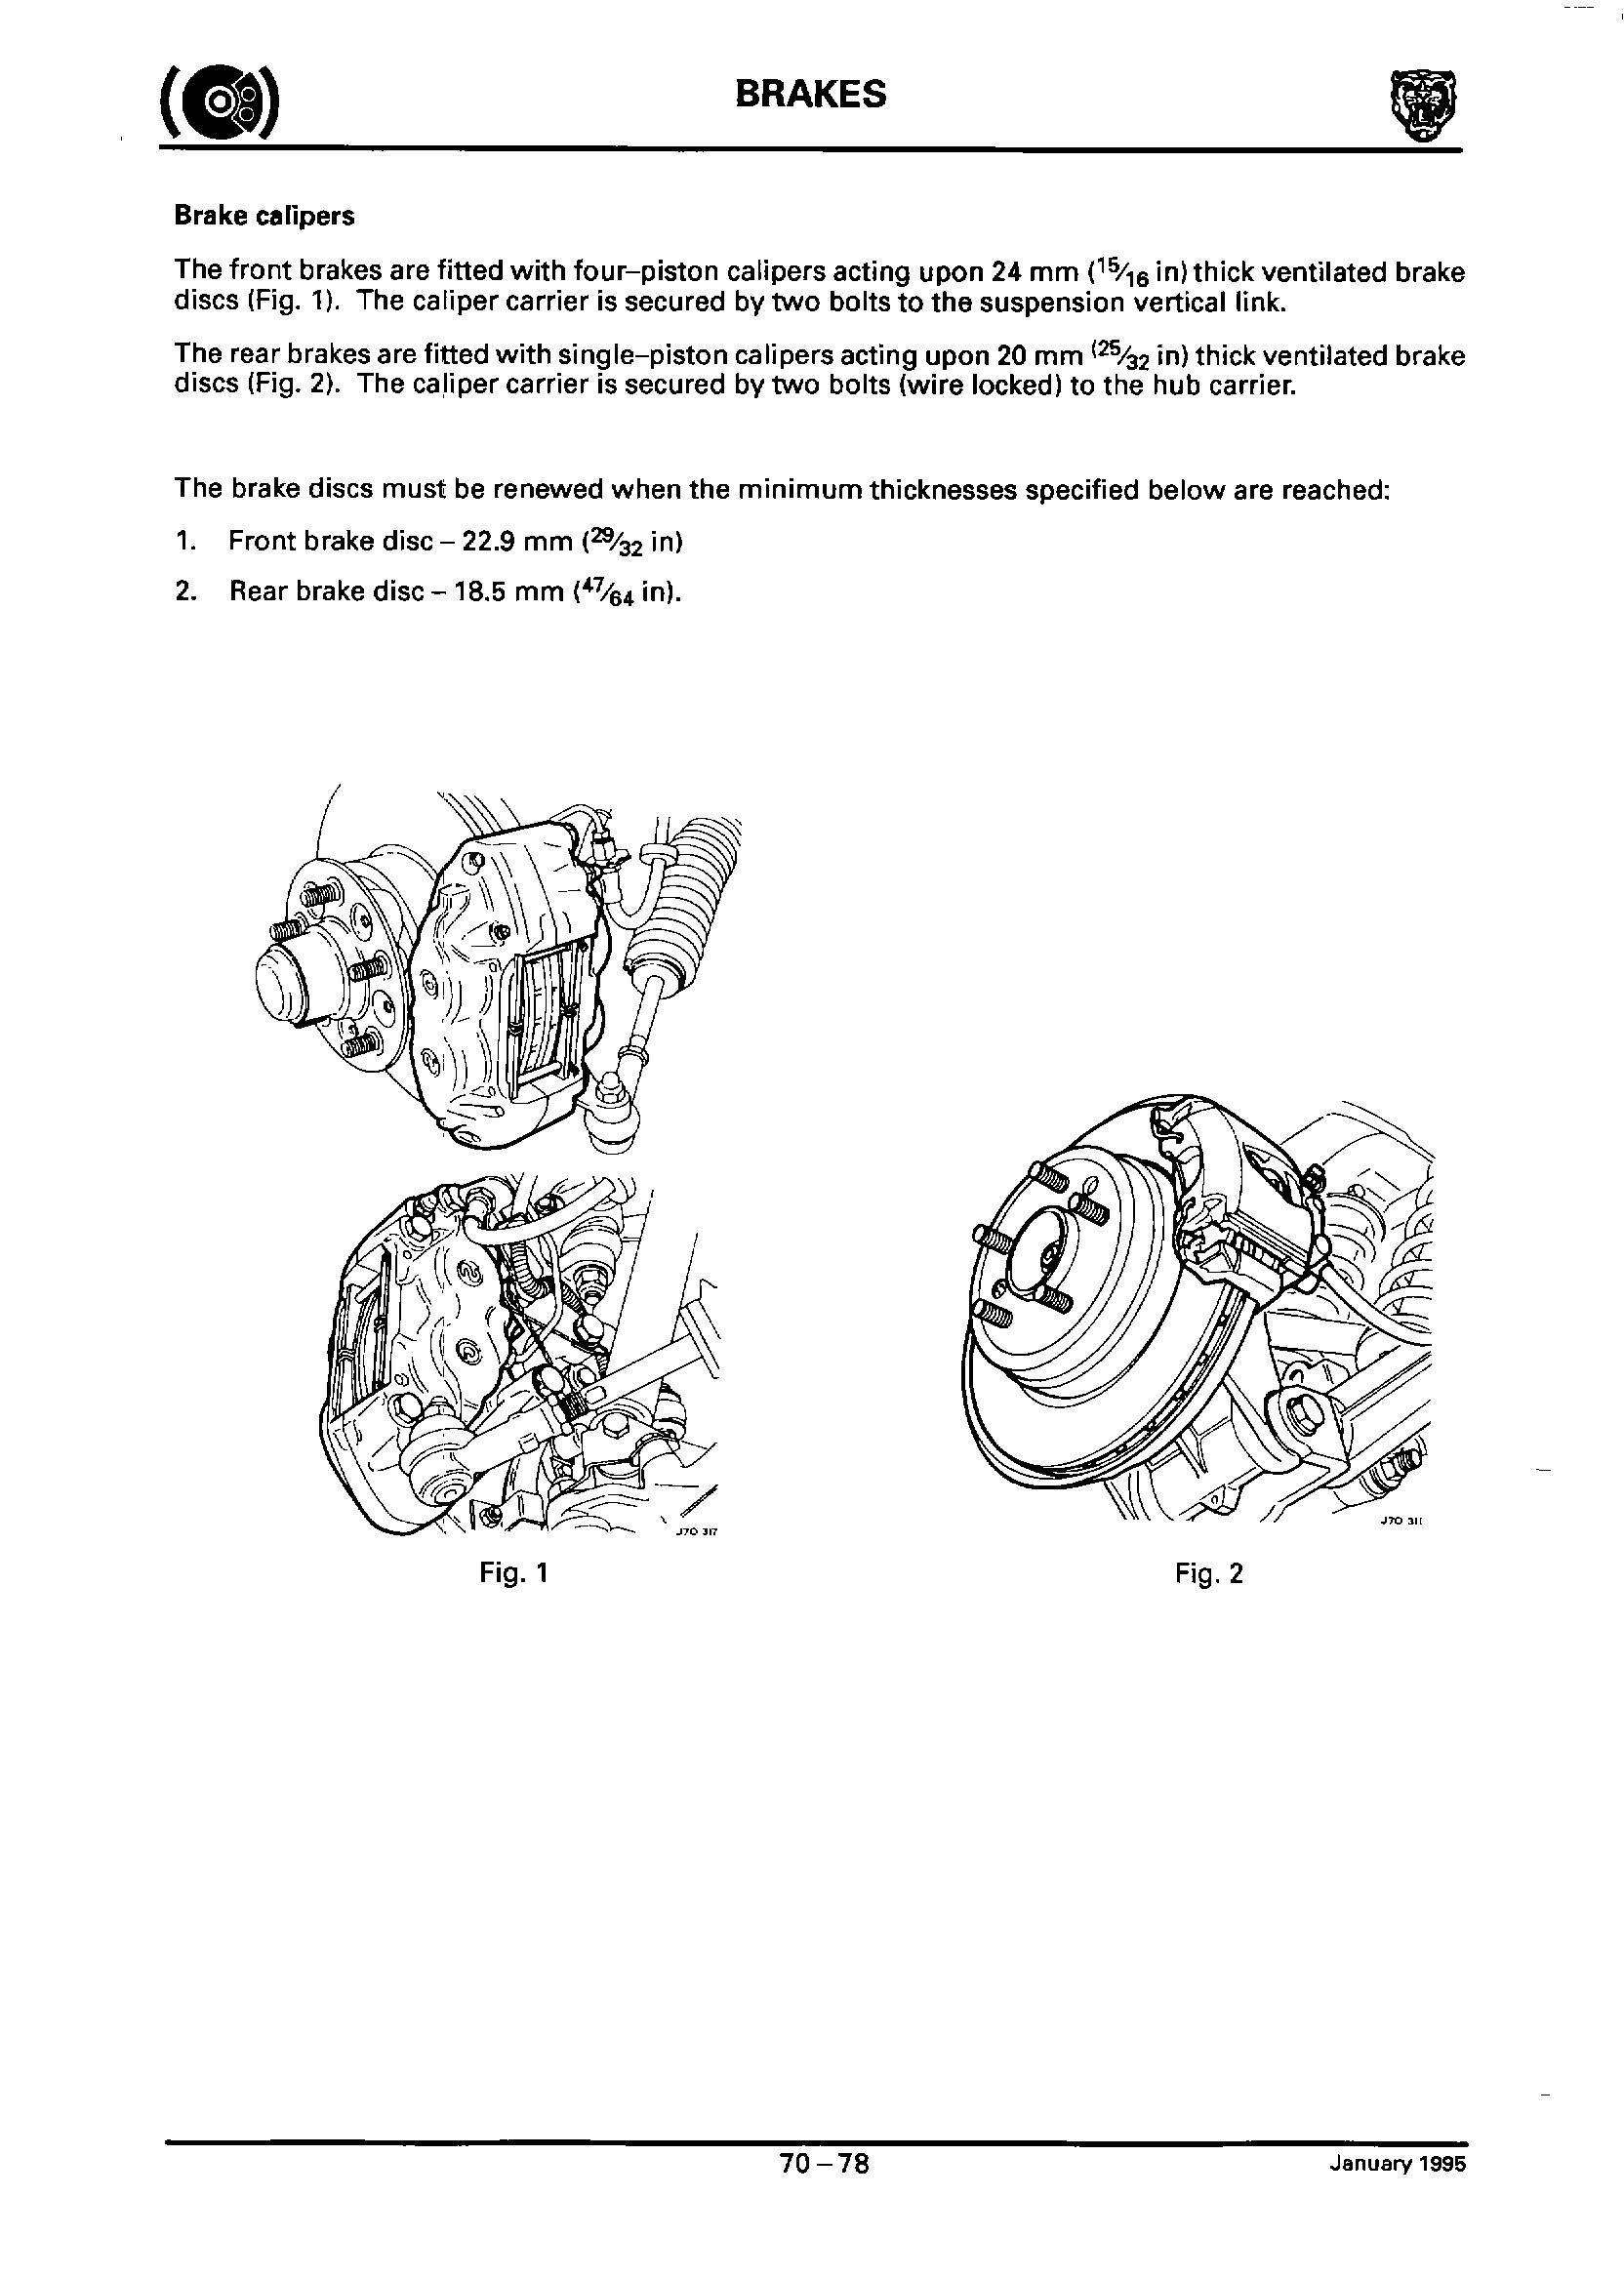 BRAKES
Brake calipers
The front brakes are fitted with four–piston calipers acting upon 24 mm (15/16 in) thick ventilated brake
discs (Fig. 1). The caliper carrier is secured by two bolts to the suspension vertical link.
The rear brakes are fitted with single–piston calipers acting upon 20 mm (25/32 in) thick ventilated brake
discs (Fig. 2). The caliper carrier is secured by two bolts (wire locked) to the hub carrier.
The brake discs must be renewed when the minimum thicknesses specified below are reached:
1. Front brake disc – 22.9 mm (29/32 in)
2. Rear brake disc – 18.5 mm (47/64 in).
J70 317
Fig. 1
J70
Fig. 2
70 – 78
January 1995